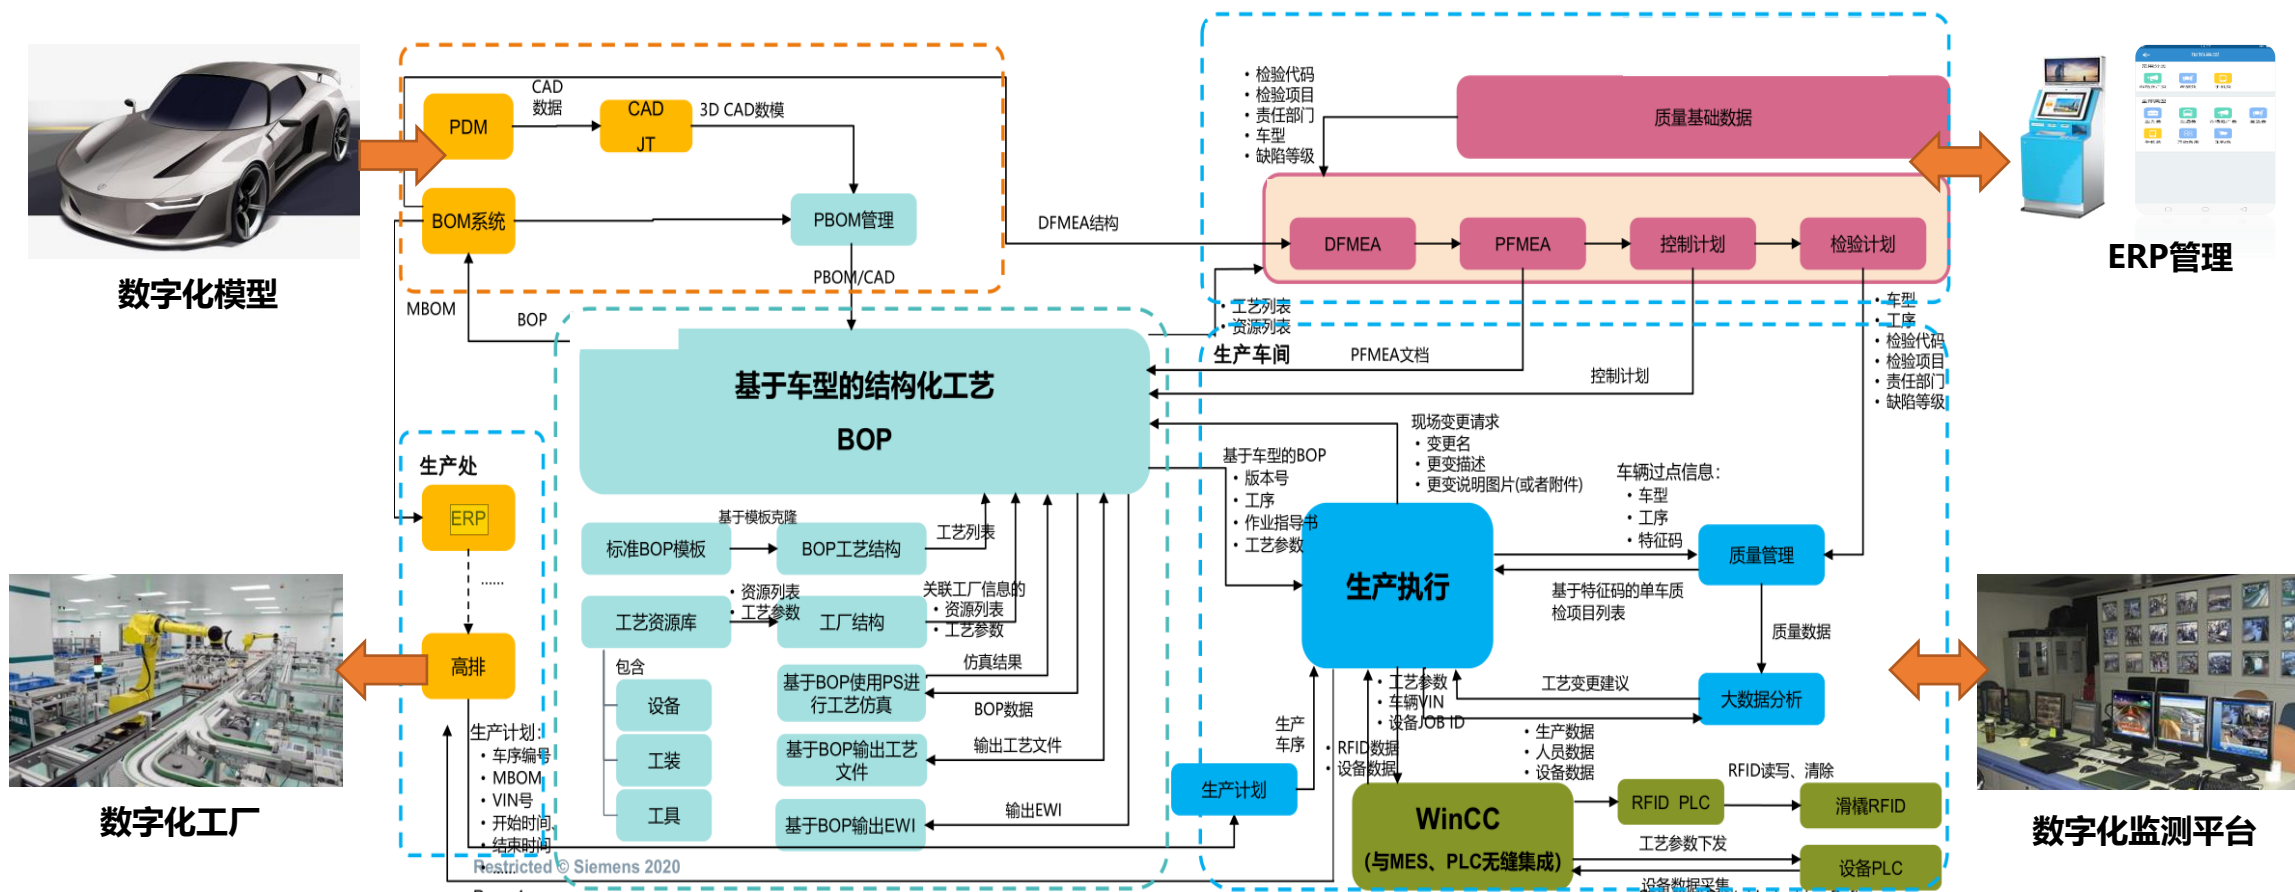 数字化模型
PDM
CAD
数据
CAD
JT
3D CAD数模
BOM系统
PBOM管理
PBOM/CAD
MBOM
BOP
DFMEA结构
• 检验代码
• 检验项目
• 责任部门
• 车型
• 缺陷等级
质量基础数据
DFMEA
PFMEA
控制计划
检验计划
ERP管理
• 工艺列表
• 资源列表
生产车间
PFMEA文档
控制计划
• 车型
• 工序
• 检验代码
• 检验项目
• 责任部门
• 缺陷等级
基于车型的结构化工艺
BOP
生产处
ERP
......
高排
数字化工厂
生产计划:
• 车序编号
• MBOM
• VIN号
• 开始时间
• 结束时间
• ......
标准BOP模板
基于模板克隆
BOP工艺结构
工艺列表
工艺资源库
• 资源列表
• 工艺参数
工厂结构
关联工厂信息的
• 资源列表
• 工艺参数
包含
设备
工装
工具
基于BOP使用PS进
行工艺仿真
仿真结果
BOP数据
基于BOP输出工艺
文件
输出工艺文件
基于BOP输出EWI
输出EWI
Restricted © Siemens 2020
现场变更请求
• 变更名
• 更变描述
• 更变说明图片(或者附件)
基于车型的BOP
• 版本号
• 工序
• 作业指导书
• 工艺参数
生产执行
车辆过点信息:
• 车型
• 工序
• 特征码
质量管理
基于特征码的单车质
检项目列表
质量数据
大数据分析
工艺变更建议
• 工艺参数
• 车辆VIN
• 设备JOB ID
生产
车序
• RFID数据
• 设备数据
生产计划
• 生产数据
• 人员数据
• 设备数据
WinCC
(与MES、PLC无缝集成)
RFID PLC
RFID读写、清除
滑橇RFID
工艺参数下发
设备PLC
设备数据采集
数字化监测平台